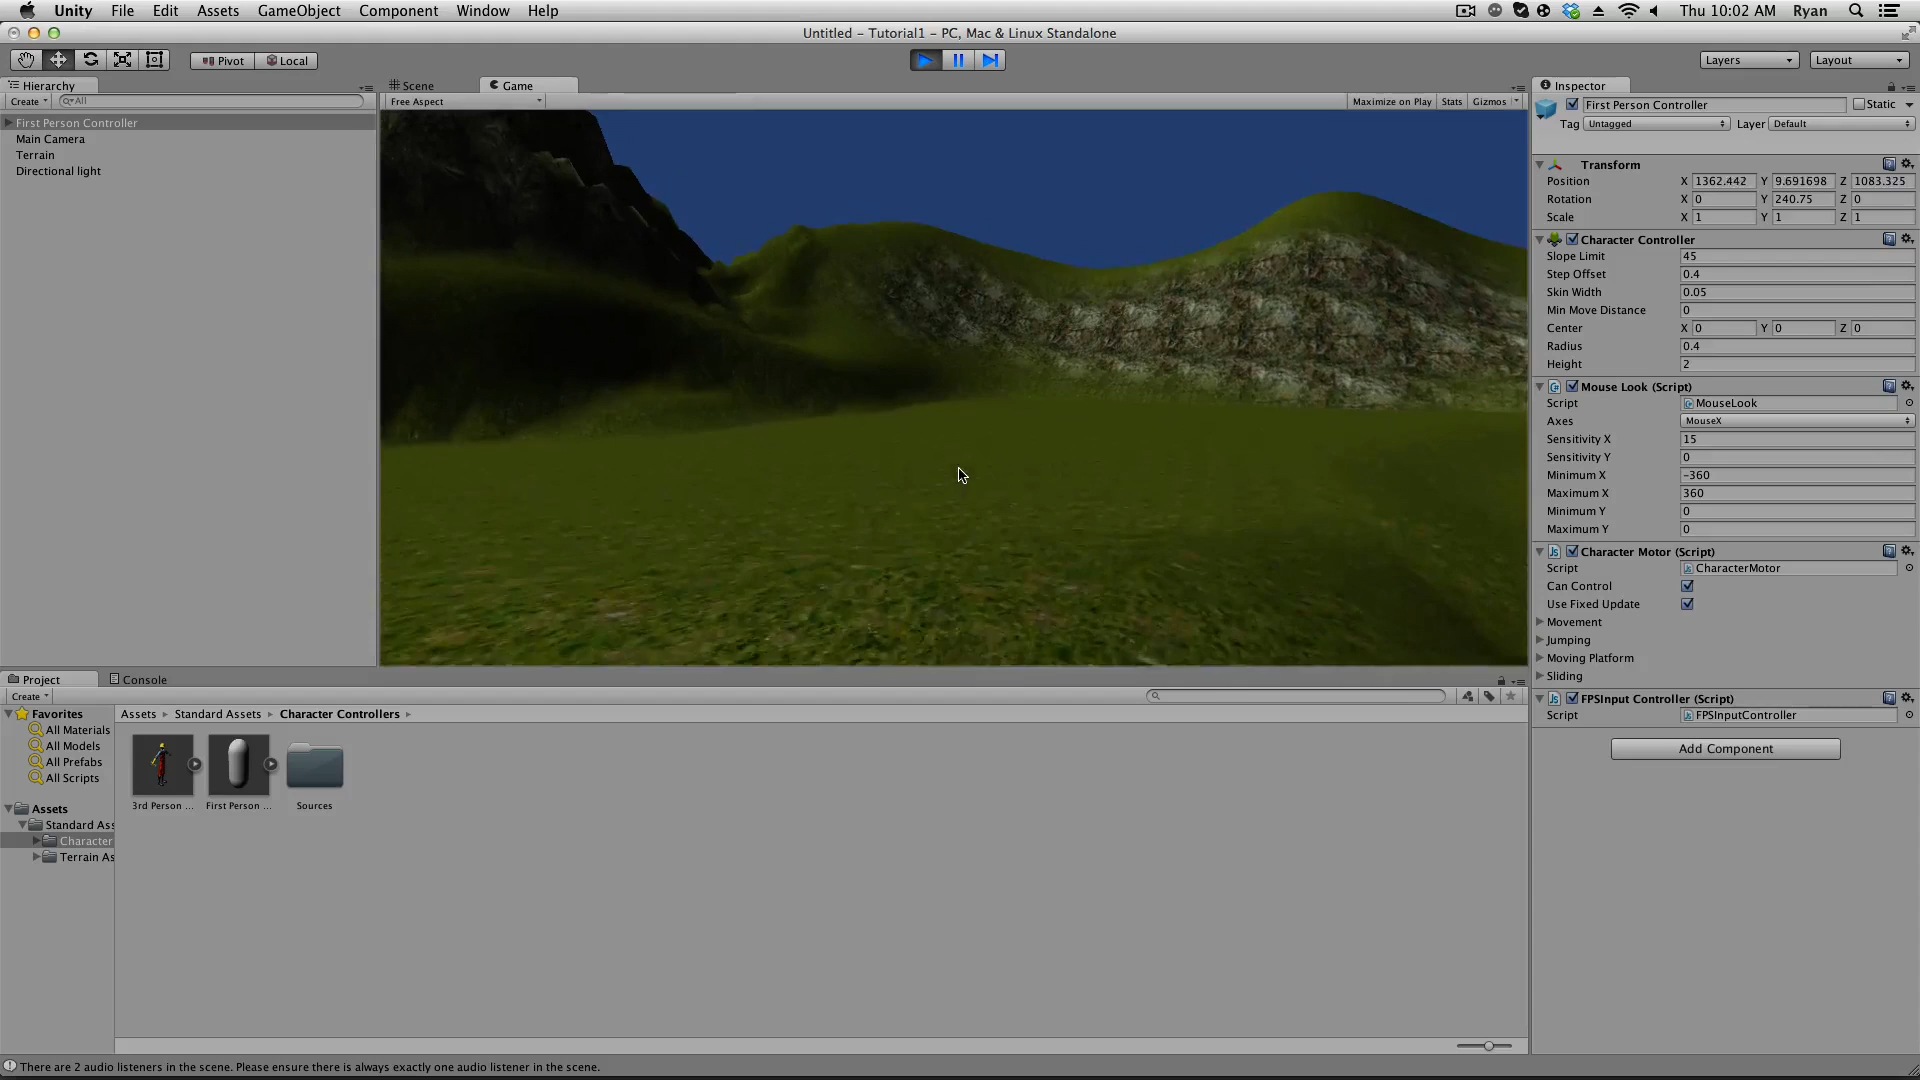 Unity File Edit Assets GameObject Component Window Help Thu 10:02 AM Ryan
Untitled – Tutorial1 – PC, Mac & Linux Standalone
Pivot Local Layers Layout
Hierarchy
Create All
First Person Controller
Main Camera
Terrain
Directional light
Scene Game
Free Aspect Maximize on Play Stats Gizmos
Inspector
First Person Controller Static
Tag Untagged Layer Default
Transform
Position X 1362.442 Y 9.691698 Z 1083.325
Rotation X 0 Y 240.75 Z 0
Scale X 1 Y 1 Z 1
Character Controller
Slope Limit 45
Step Offset 0.4
Skin Width 0.05
Min Move Distance 0
Center X 0 Y 0 Z 0
Radius 0.4
Height 2
Mouse Look (Script)
Script MouseLook
Axes MouseX
Sensitivity X 15
Sensitivity Y 0
Minimum X –360
Maximum X 360
Minimum Y 0
Maximum Y 0
Character Motor (Script)
Script CharacterMotor
Can Control
Use Fixed Update
Movement
Jumping
Moving Platform
Sliding
FPSInput Controller (Script)
Script FPSInputController
Add Component
Project Console
Create
Favorites
All Materials
All Models
All Prefabs
All Scripts
Assets
Standard Ass
Character
Terrain As
Assets Standard Assets Character Controllers
3rd Person ... First Person ... Sources
There are 2 audio listeners in the scene. Please ensure there is always exactly one audio listener in the scene.